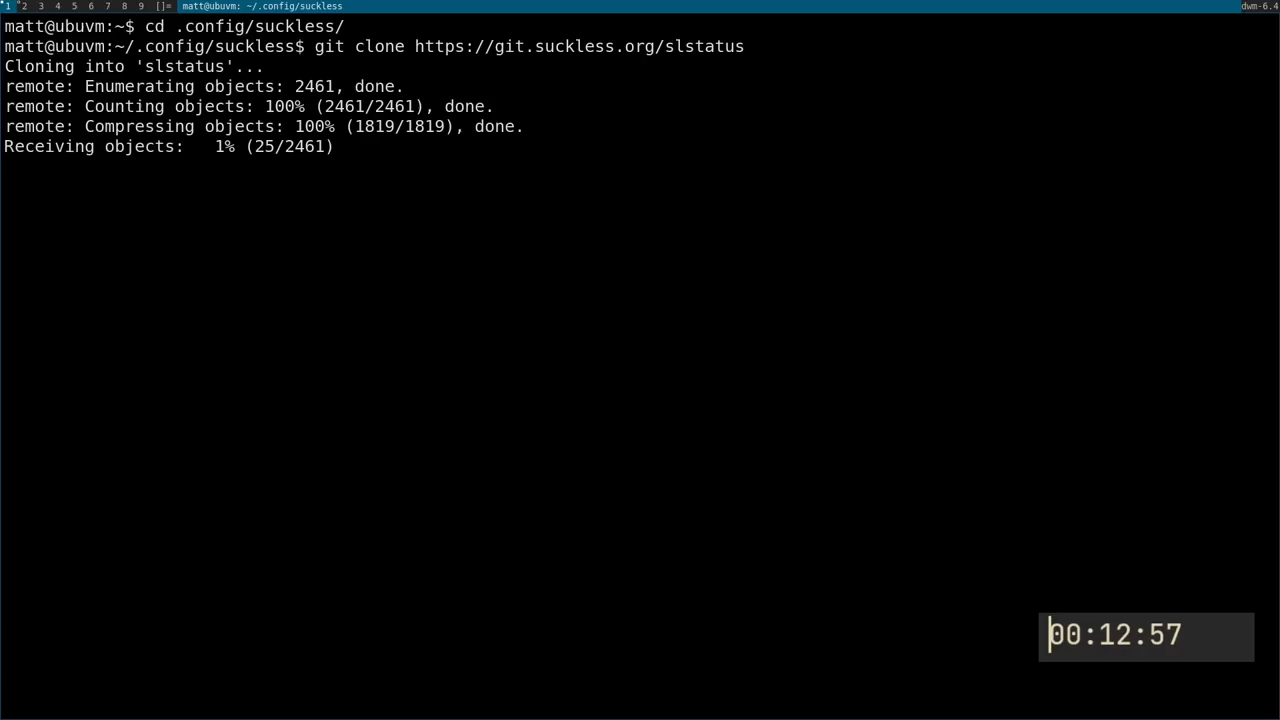 1 2 3 4 5 6 7 8 9 []= matt@ubuvm: ~/.config/suckless dwm-6.4
matt@ubuvm:~$ cd .config/suckless/
matt@ubuvm:~/.config/suckless$ git clone https://git.suckless.org/slstatus
Cloning into 'slstatus'...
remote: Enumerating objects: 2461, done.
remote: Counting objects: 100% (2461/2461), done.
remote: Compressing objects: 100% (1819/1819), done.
Receiving objects:   1% (25/2461)
00:12:57